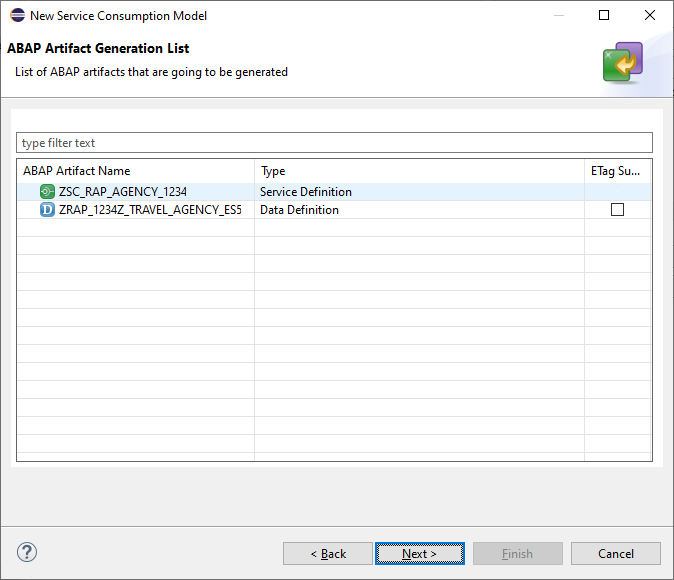 New Service Consumption Model
ABAP Artifact Generation List
List of ABAP artifacts that are going to be generated
type filter text
ABAP Artifact Name Type ETag Su...
ZSC_RAP_AGENCY_1234 Service Definition
D ZRAP_1234Z_TRAVEL_AGENCY_ES5 Data Definition
? < Back Next > Finish Cancel